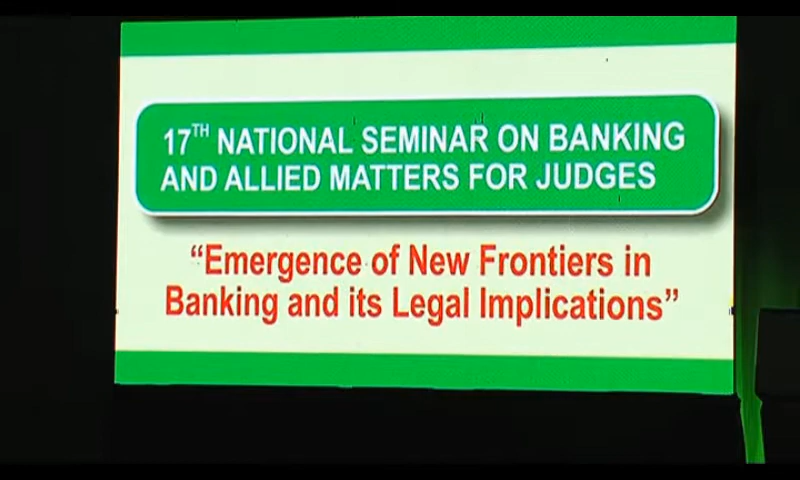 17TH NATIONAL SEMINAR ON BANKING
AND ALLIED MATTERS FOR JUDGES
“Emergence of New Frontiers in
Banking and its Legal Implications”